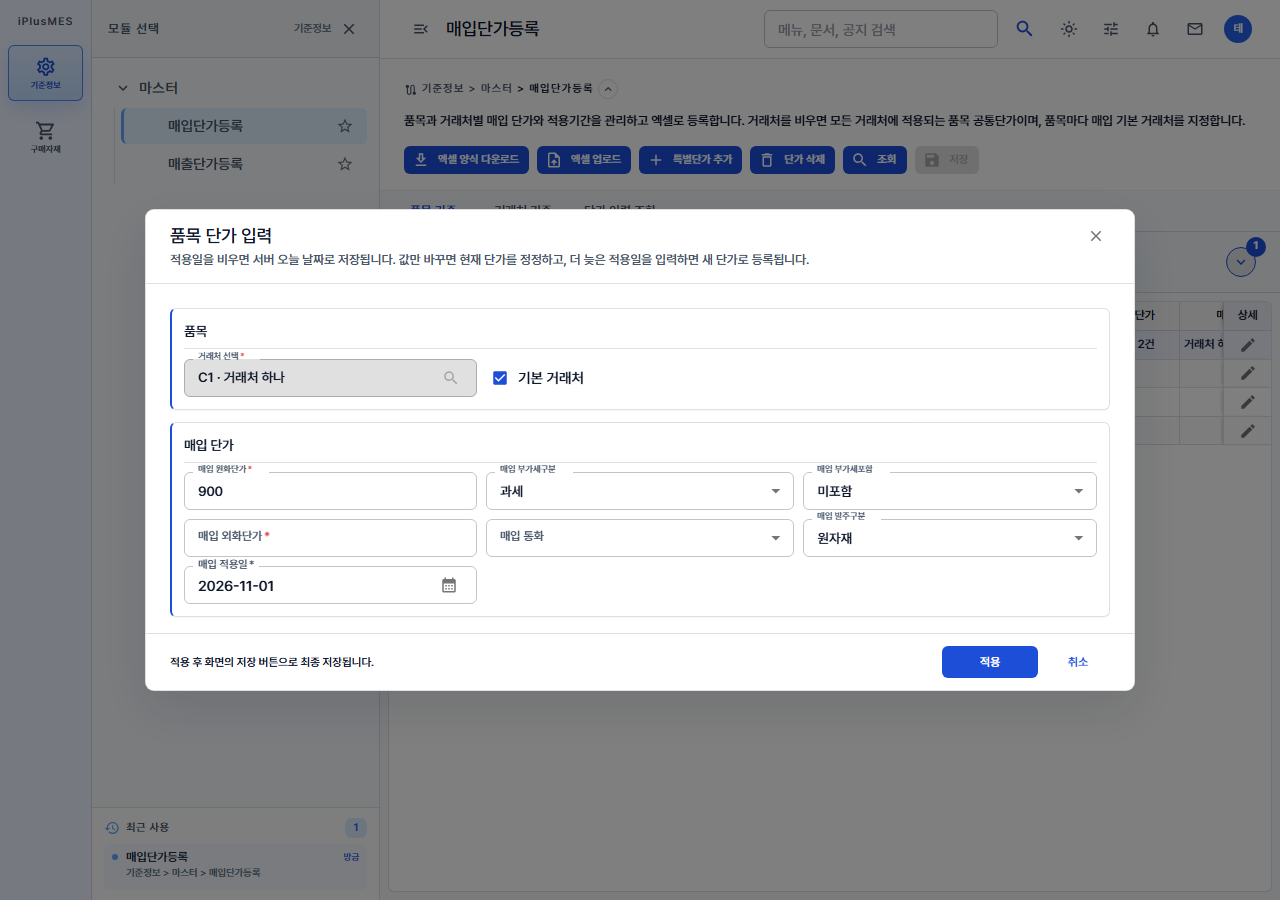 iPlusMES
기준정보
구매자재
모듈 선택
기준정보
마스터
매입단가등록
매출단가등록
최근 사용
1
매입단가등록
방금
기준정보 > 마스터 > 매입단가등록
매입단가등록
메뉴, 문서, 공지 검색
테
기준정보 > 마스터 > 매입단가등록
품목과 거래처별 매입 단가와 적용기간을 관리하고 엑셀로 등록합니다. 거래처를 비우면 모든 거래처에 적용되는 품목 공통단가이며, 품목마다 매입 기본 거래처를 지정합니다.
엑셀 양식 다운로드
엑셀 업로드
특별단가 추가
단가 삭제
조회
저장
1
단가
상세
2건
거래처
품목 단가 입력
적용일을 비우면 서버 오늘 날짜로 저장됩니다. 값만 바꾸면 현재 단가를 정정하고, 더 늦은 적용일을 입력하면 새 단가로 등록됩니다.
품목
거래처 선택 *
C1 · 거래처 하나
기본 거래처
매입 단가
매입 원화단가 *
900
매입 부가세구분
과세
매입 부가세포함
미포함
매입 외화단가 *
매입 통화
매입 발주구분
원자재
매입 적용일 *
2026-11-01
적용 후 화면의 저장 버튼으로 최종 저장됩니다.
적용
취소